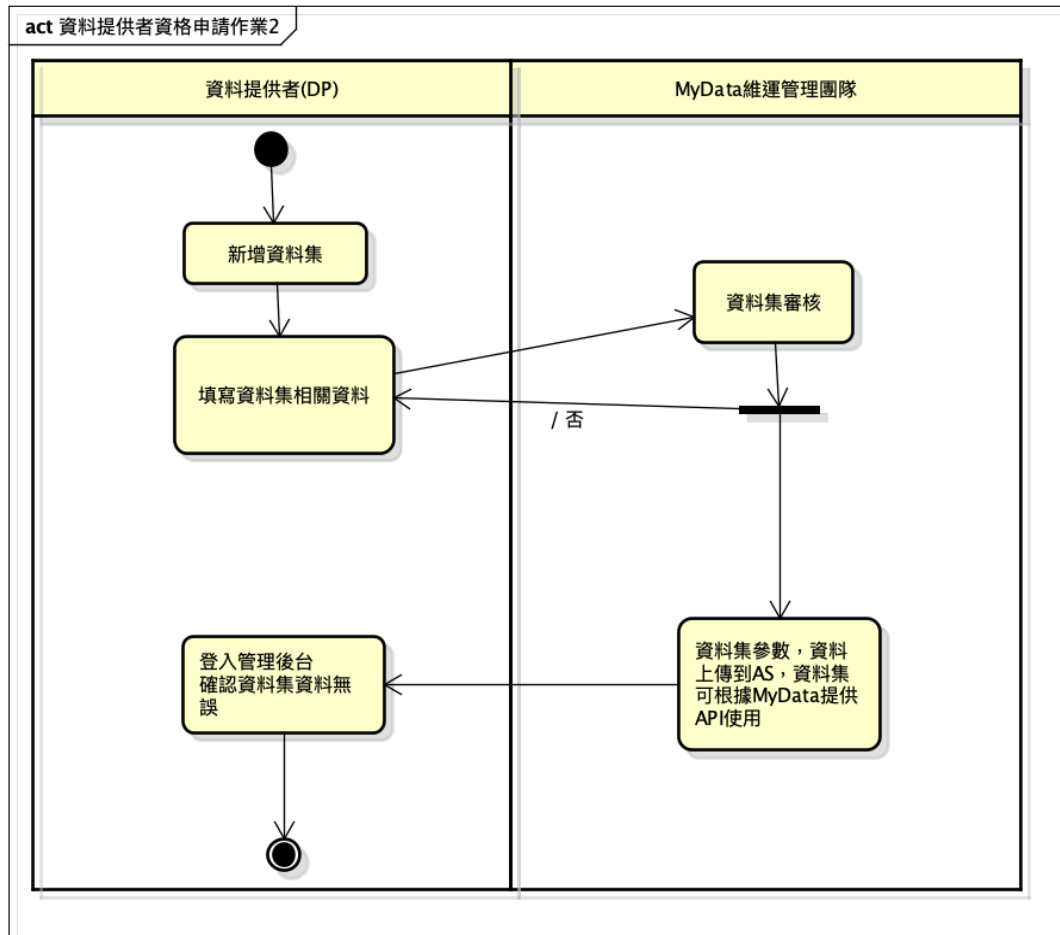 act 資料提供者資格申請作業2
資料提供者(DP)
MyData維運管理團隊
新增資料集
資料集審核
填寫資料集相關資料
/ 否
登入管理後台
確認資料集資料無
誤
資料集參數，資料
上傳到AS，資料集
可根據MyData提供
API使用